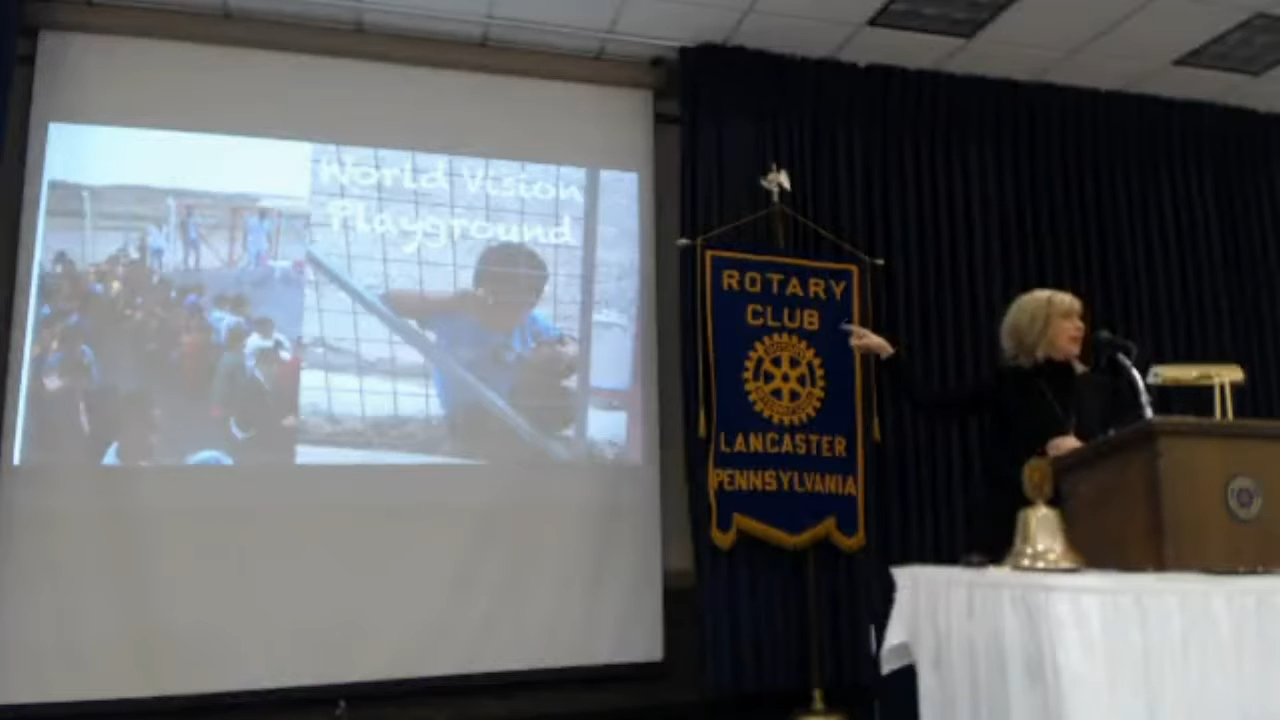 World Vision
Playground
ROTARY
CLUB
LANCASTER
PENNSYLVANIA